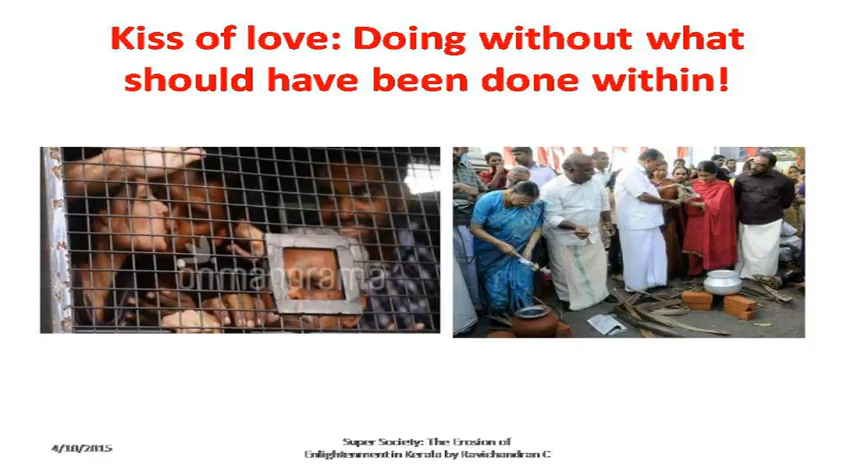 Kiss of love: Doing without what
should have been done within!
onmanorama
4/10/2015
Super Society: The Erosion of
Enlightenment in Kerala by Ravichandran C